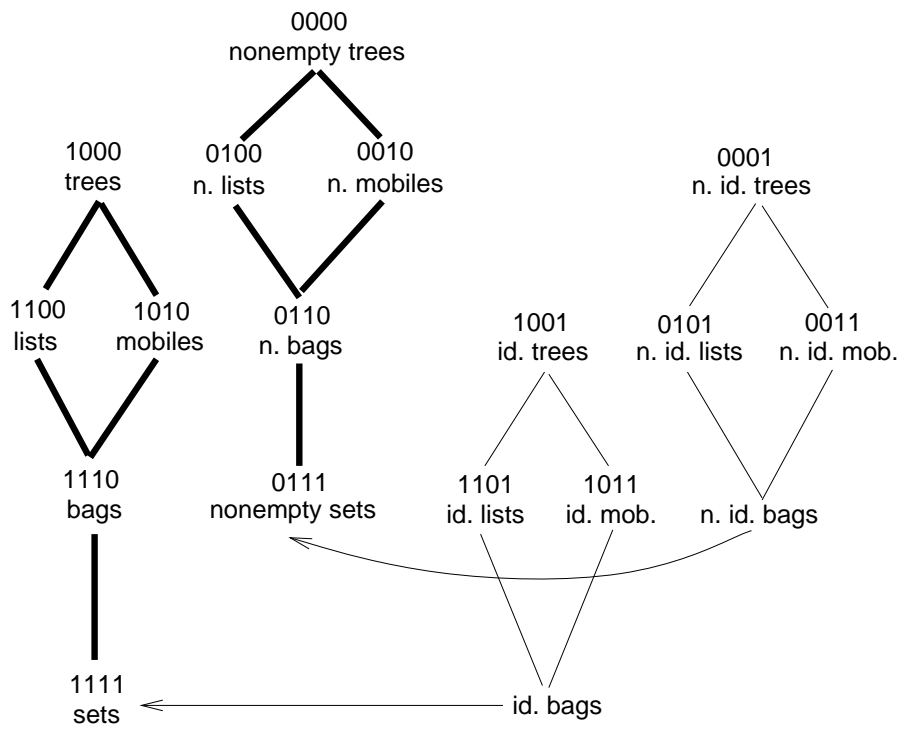 0000
nonempty trees
1000
trees
0100
n. lists
0010
n. mobiles
0001
n. id. trees
1100
lists
1010
mobiles
0110
n. bags
1001
id. trees
0101
n. id. lists
0011
n. id. mob.
1110
bags
0111
nonempty sets
1101
id. lists
1011
id. mob.
n. id. bags
1111
sets
id. bags